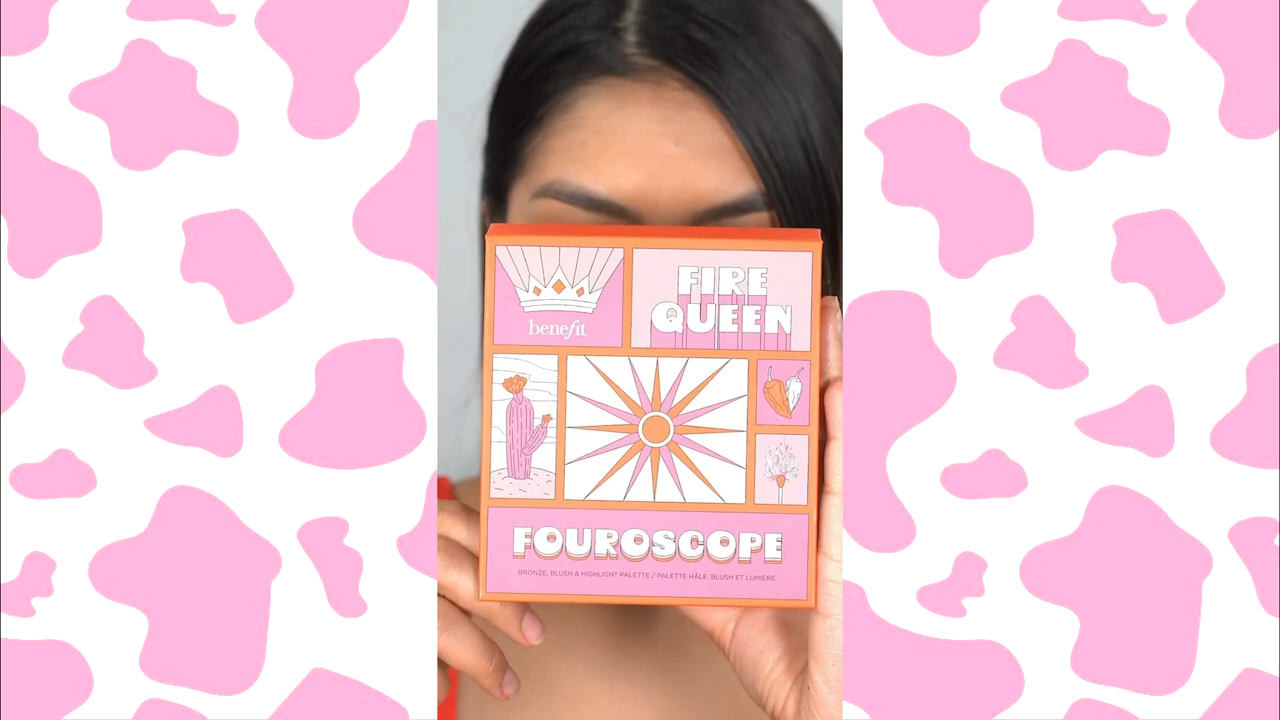 benefit
FIRE
QUEEN
FOUROSCOPE
BRONZE, BLUSH & HIGHLIGHT PALETTE / PALETTE HÂLE, BLUSH ET LUMIÈRE